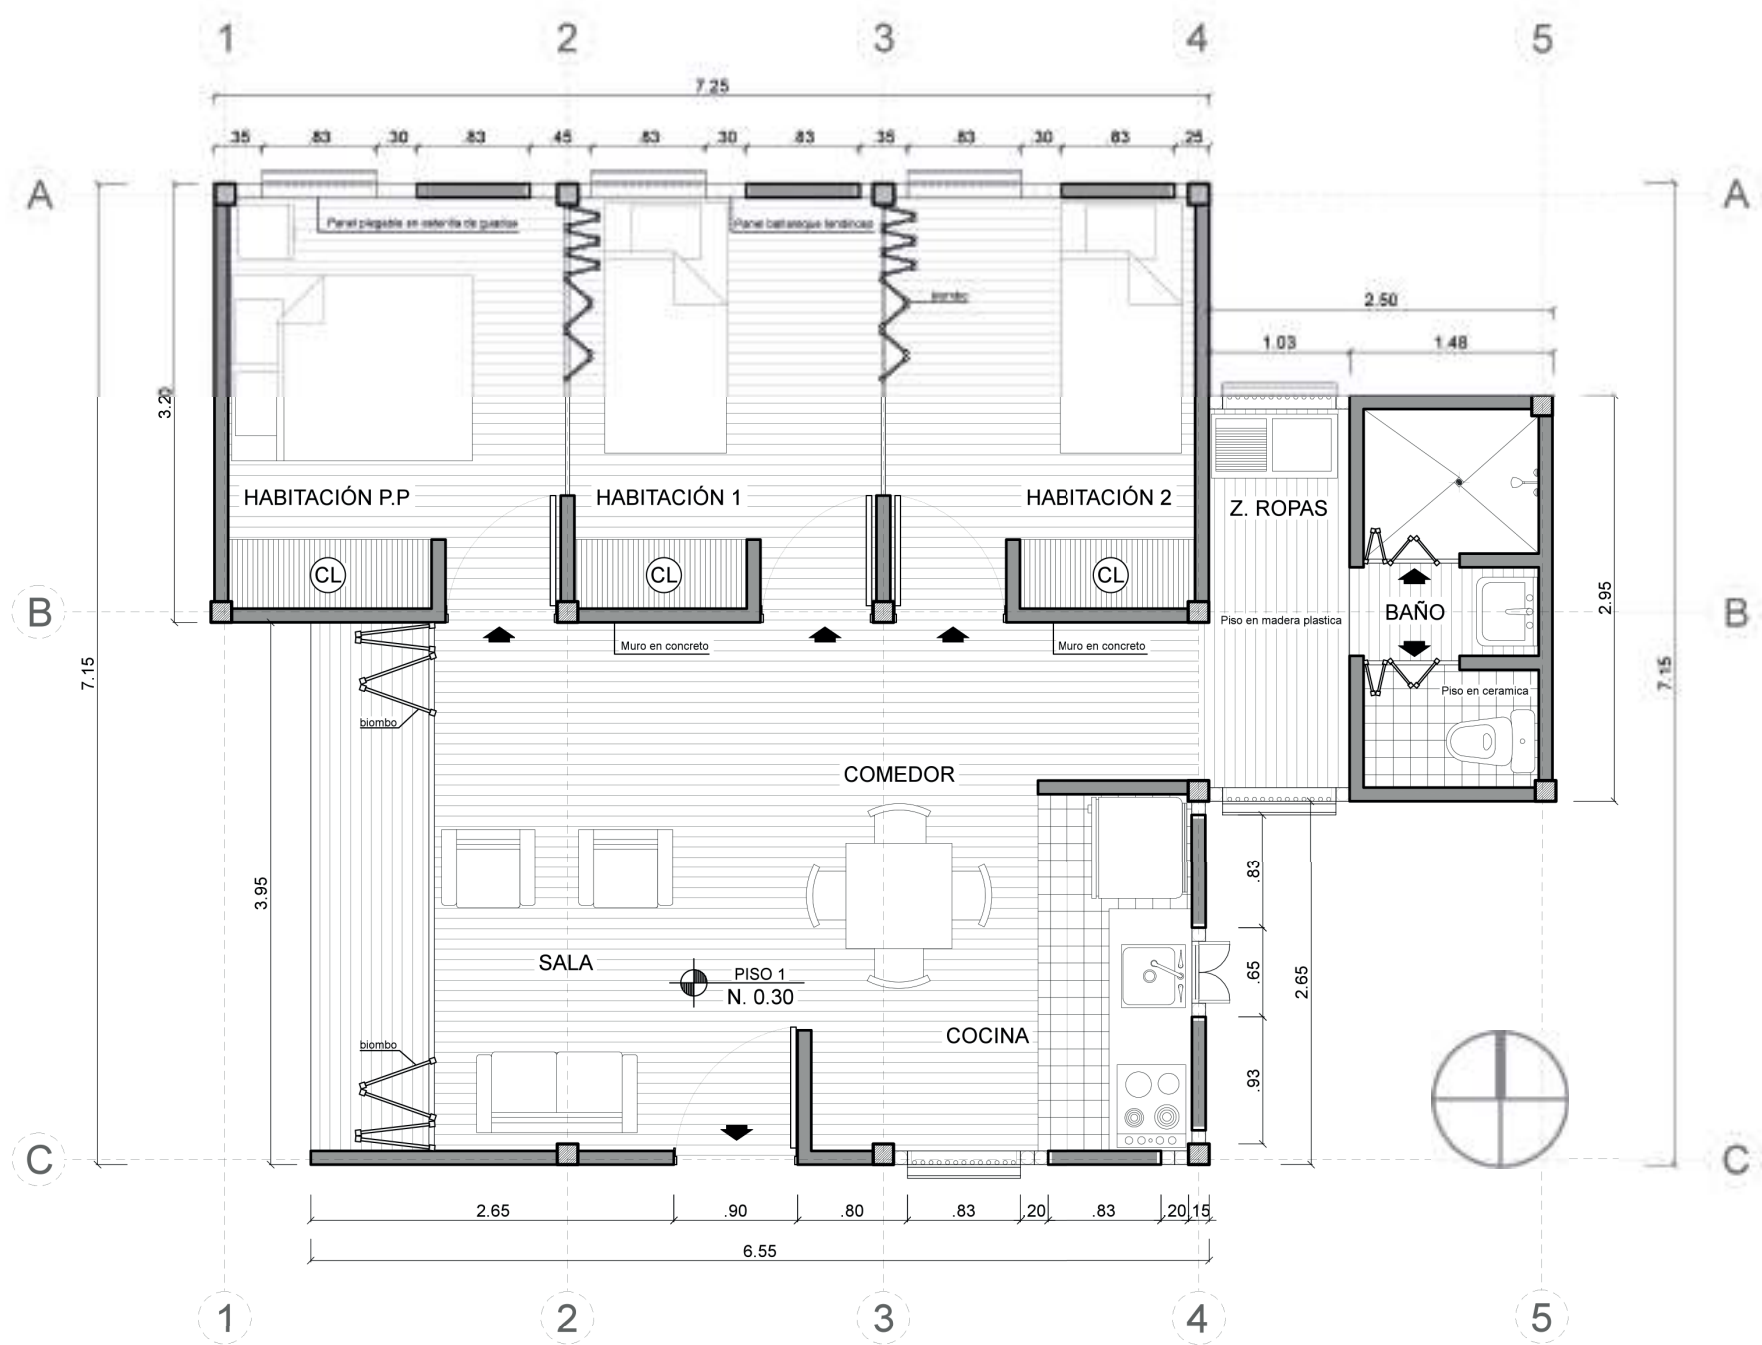 1 2 3 4 5
7.25
.35 .83 .30 .83 .45 .83 .30 .83 .35 .83 .30 .83 .25
A A
Panel plegable en esterilla de guadua
Panel bahareque tendinoso
biombo
2.50
1.03 1.48
3.20
HABITACIÓN P.P
HABITACIÓN 1
HABITACIÓN 2
Z. ROPAS
CL CL CL
B B
BAÑO
2.95
Piso en madera plastica
Muro en concreto
Muro en concreto
7.15
7.15
Piso en ceramica
biombo
COMEDOR
3.95
.83
SALA
PISO 1
N. 0.30
.65
2.65
COCINA
biombo
.93
C C
2.65 .90 .80 .83 .20 .83 .20 .15
6.55
1 2 3 4 5